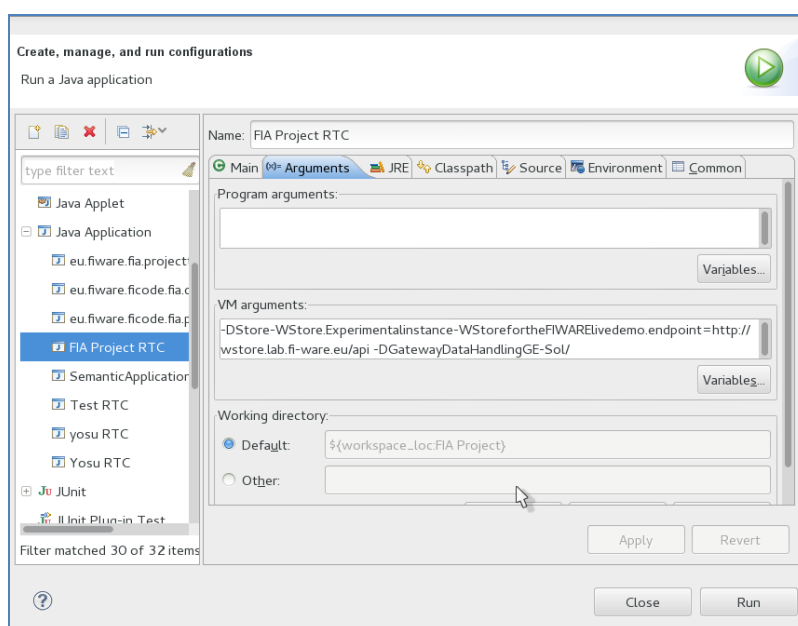 Create, manage, and run configurations
Run a Java application
Name: FIA Project RTC
type filter text
Main Arguments JRE Classpath Source Environment Common
Java Applet
Java Application
eu.fiware.fia.project
eu.fiware.ficode.fia.c
eu.fiware.ficode.fia.p
FIA Project RTC
SemanticApplication
Test RTC
yosu RTC
Yosu RTC
JUnit
JUnit Plug-in Test
Filter matched 30 of 32 items
Program arguments:
Variables...
VM arguments:
-DStore-WStore.Experimentalinstance-WStorefortheFIWARElivedemo.endpoint=http://
wstore.lab.fi-ware.eu/api -DGatewayDataHandlingGE-Sol/
Variables...
Working directory:
Default: ${workspace_loc:FIA Project}
Other:
Apply Revert
Close Run